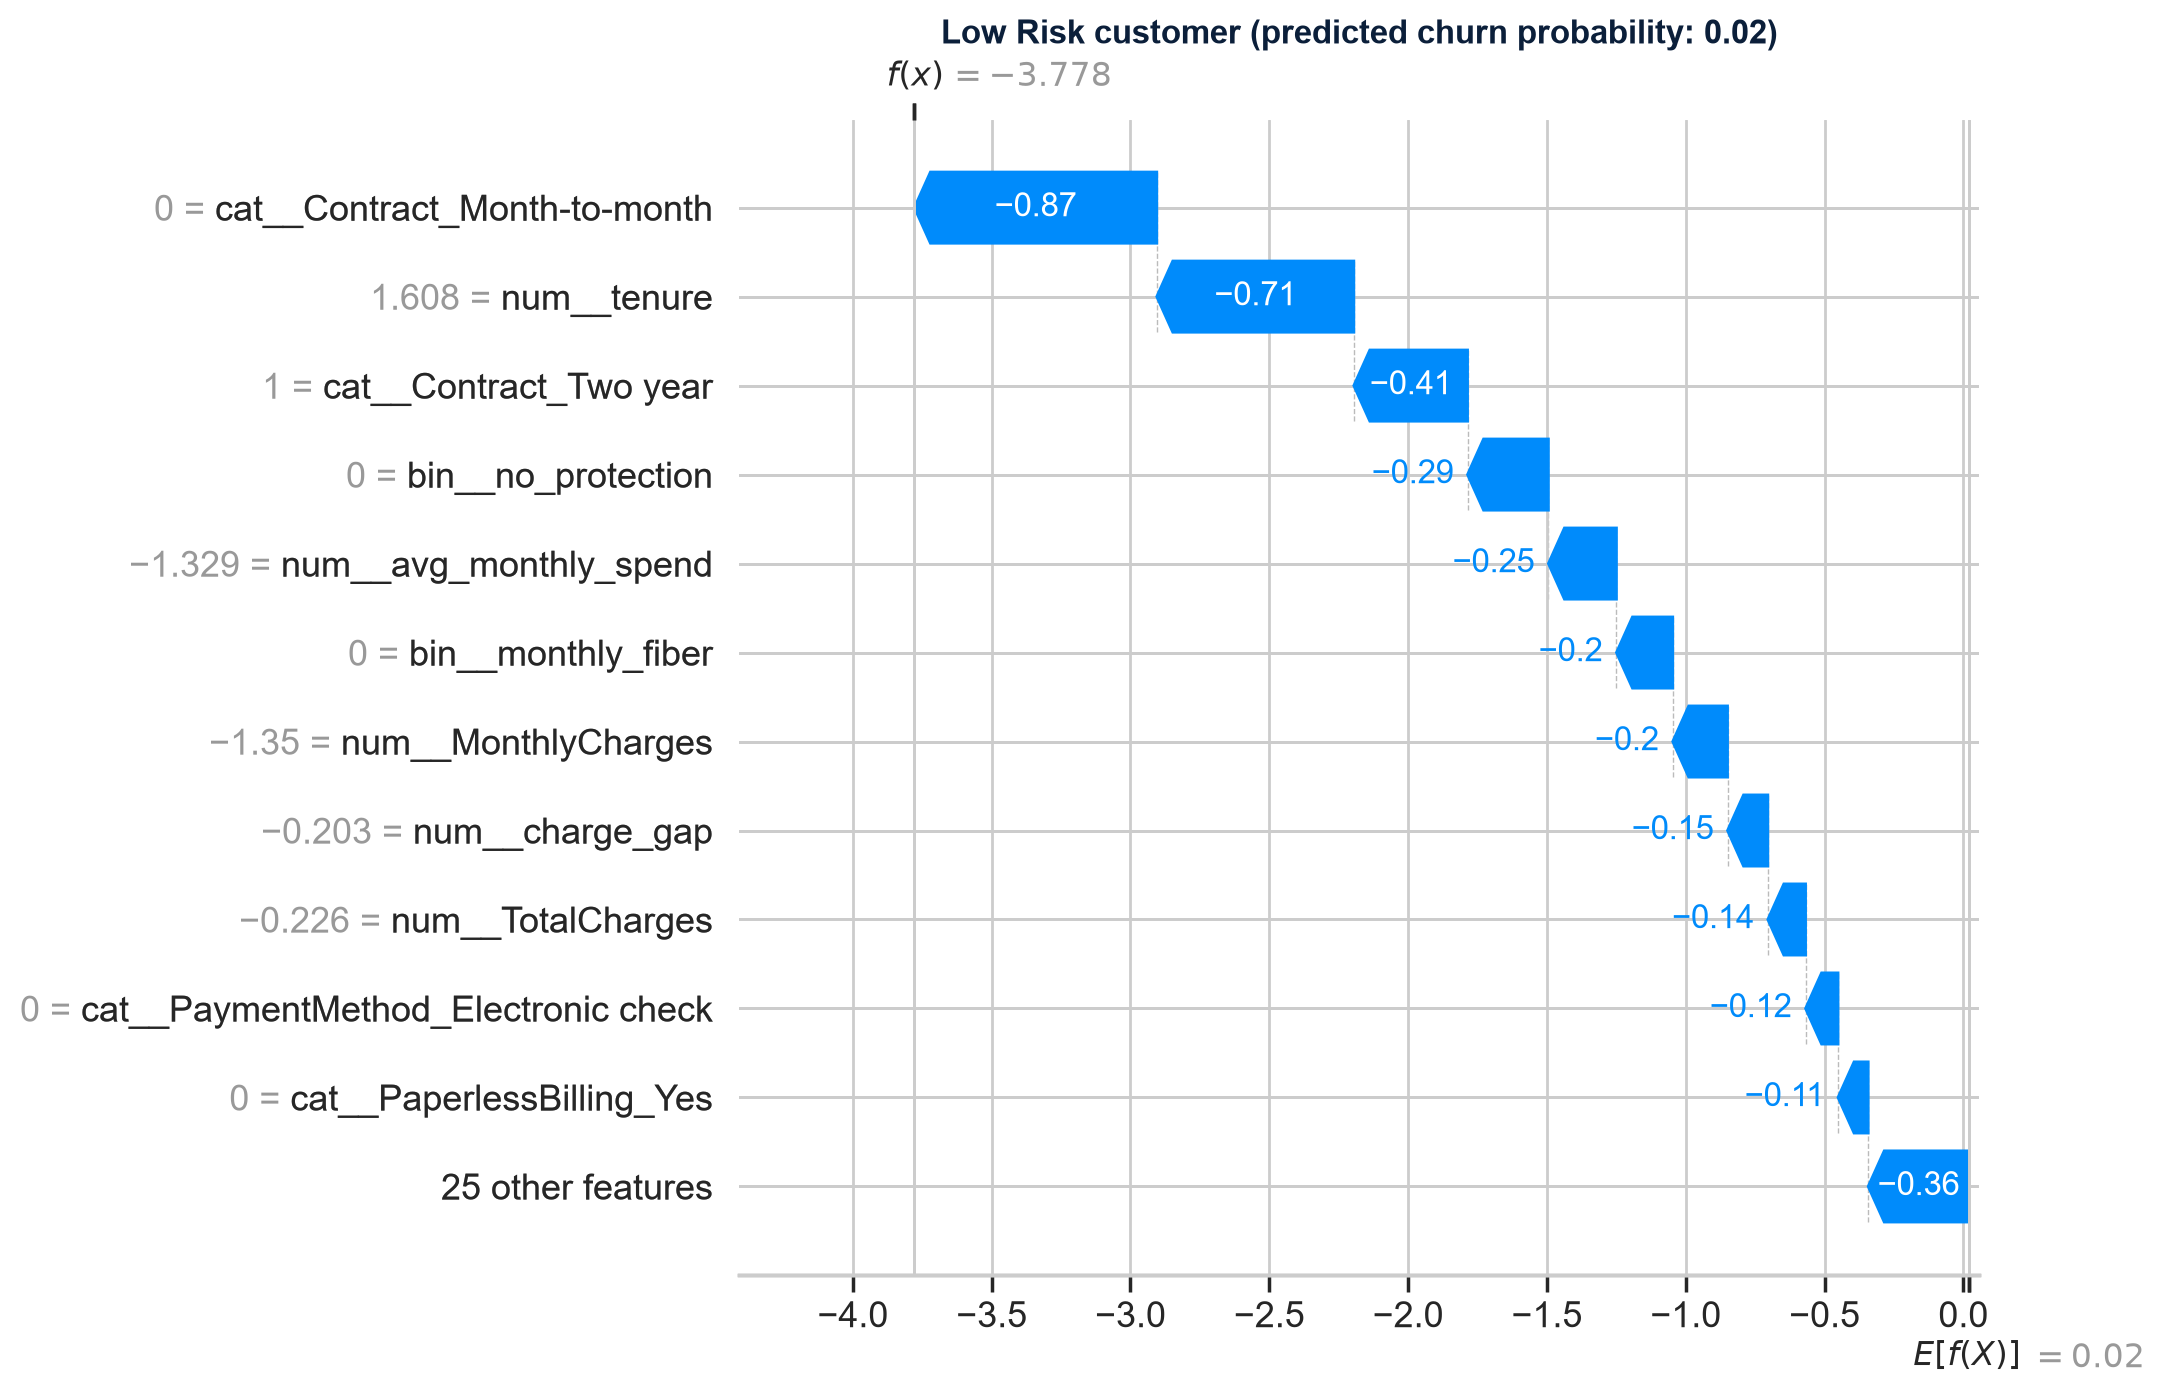 Low Risk customer (predicted churn probability: 0.02)
f(x) = −3.778
0 = cat__Contract_Month-to-month
−0.87
1.608 = num__tenure
−0.71
1 = cat__Contract_Two year
−0.41
0 = bin__no_protection
−0.29
−1.329 = num__avg_monthly_spend
−0.25
0 = bin__monthly_fiber
−0.2
−1.35 = num__MonthlyCharges
−0.2
−0.203 = num__charge_gap
−0.15
−0.226 = num__TotalCharges
−0.14
0 = cat__PaymentMethod_Electronic check
−0.12
0 = cat__PaperlessBilling_Yes
−0.11
25 other features
−0.36
−4.0 −3.5 −3.0 −2.5 −2.0 −1.5 −1.0 −0.5 0.0
E[f(X)] = 0.02